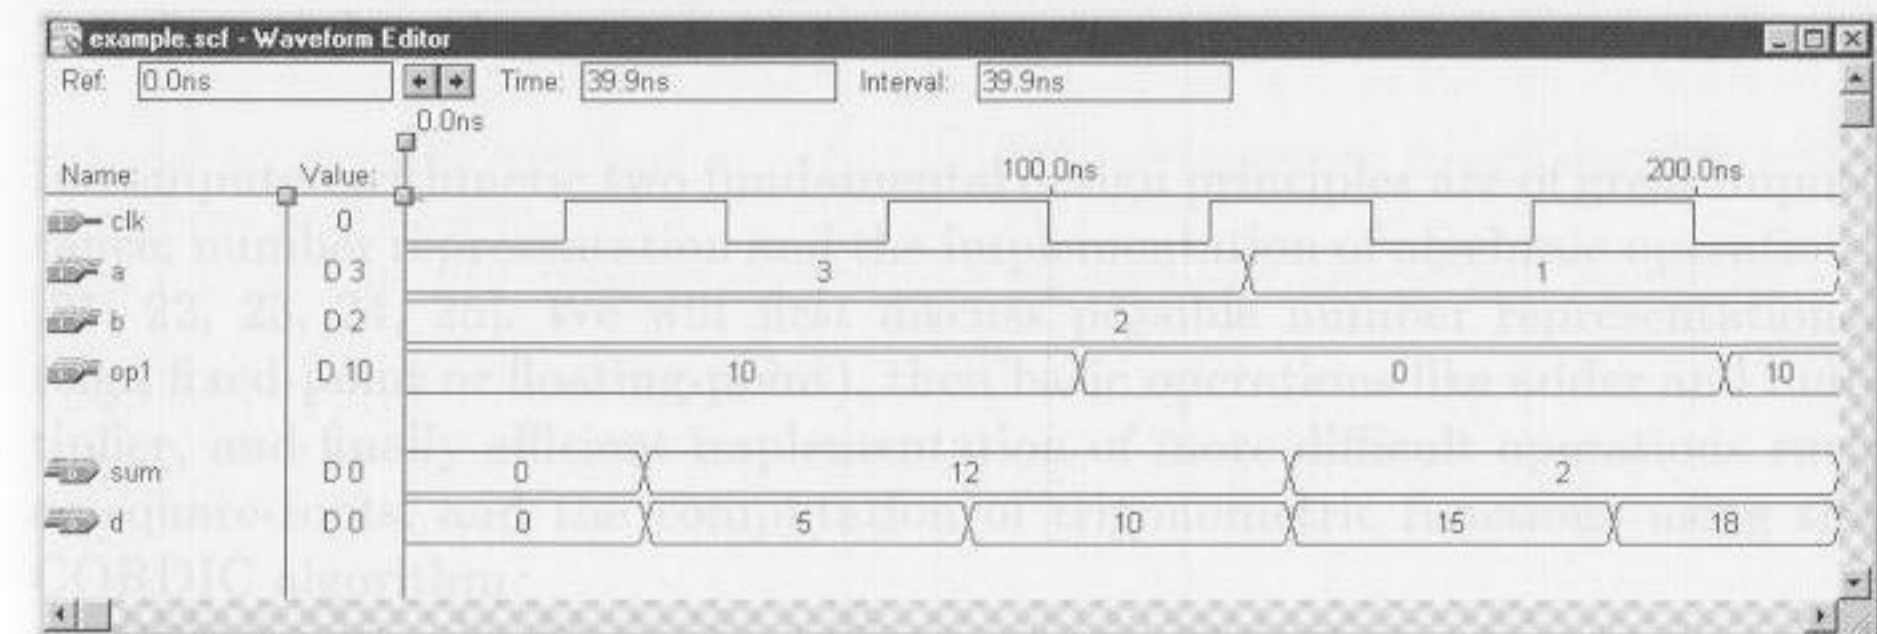 example.scf - Waveform Editor
Ref: 0.0ns Time: 39.9ns Interval: 39.9ns
0.0ns
Name: Value: 100.0ns 200.0ns
clk 0
a D 3 3 1
b D 2 2
op1 D 10 10 0 10
sum D 0 0 12 2
d D 0 0 5 10 15 18